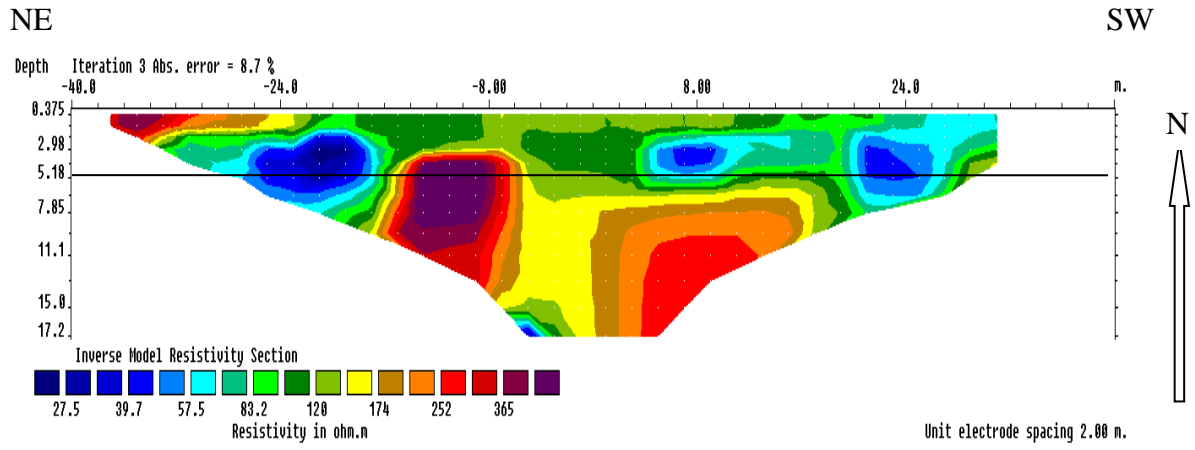 NE SW
Depth Iteration 3 Abs. error = 8.7 %
-40.0 -24.0 -8.00 8.00 24.0 m.
0.375
2.98
5.18
7.85
11.1
15.0
17.2
N
Inverse Model Resistivity Section
27.5 39.7 57.5 83.2 120 174 252 365
Resistivity in ohm.m
Unit electrode spacing 2.00 m.